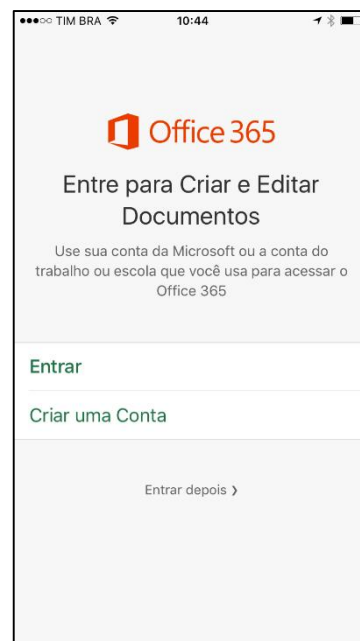 TIM BRA 10:44
Office 365
Entre para Criar e Editar
Documentos
Use sua conta da Microsoft ou a conta do
trabalho ou escola que você usa para acessar o
Office 365
Entrar
Criar uma Conta
Entrar depois